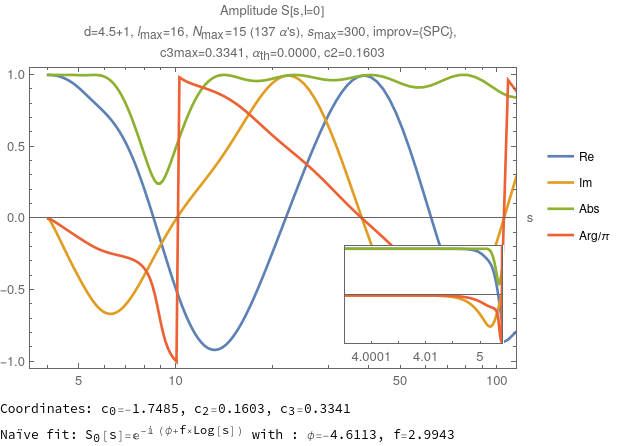 Amplitude S[s,l=0]
d=4.5+1, lmax=16, Nmax=15 (137 α's), smax=300, improv={SPC},
c3max=0.3341, αth=0.0000, c2=0.1603
1.0
0.5
0.0
-0.5
-1.0
5 10 50 100
s
Re
Im
Abs
Arg/π
4.0001 4.01 5
Coordinates: c0=-1.7485, c2=0.1603, c3=0.3341
Naïve fit: S0[s]=e^-i (ϕ+f×Log[s]) with : ϕ=-4.6113, f=2.9943